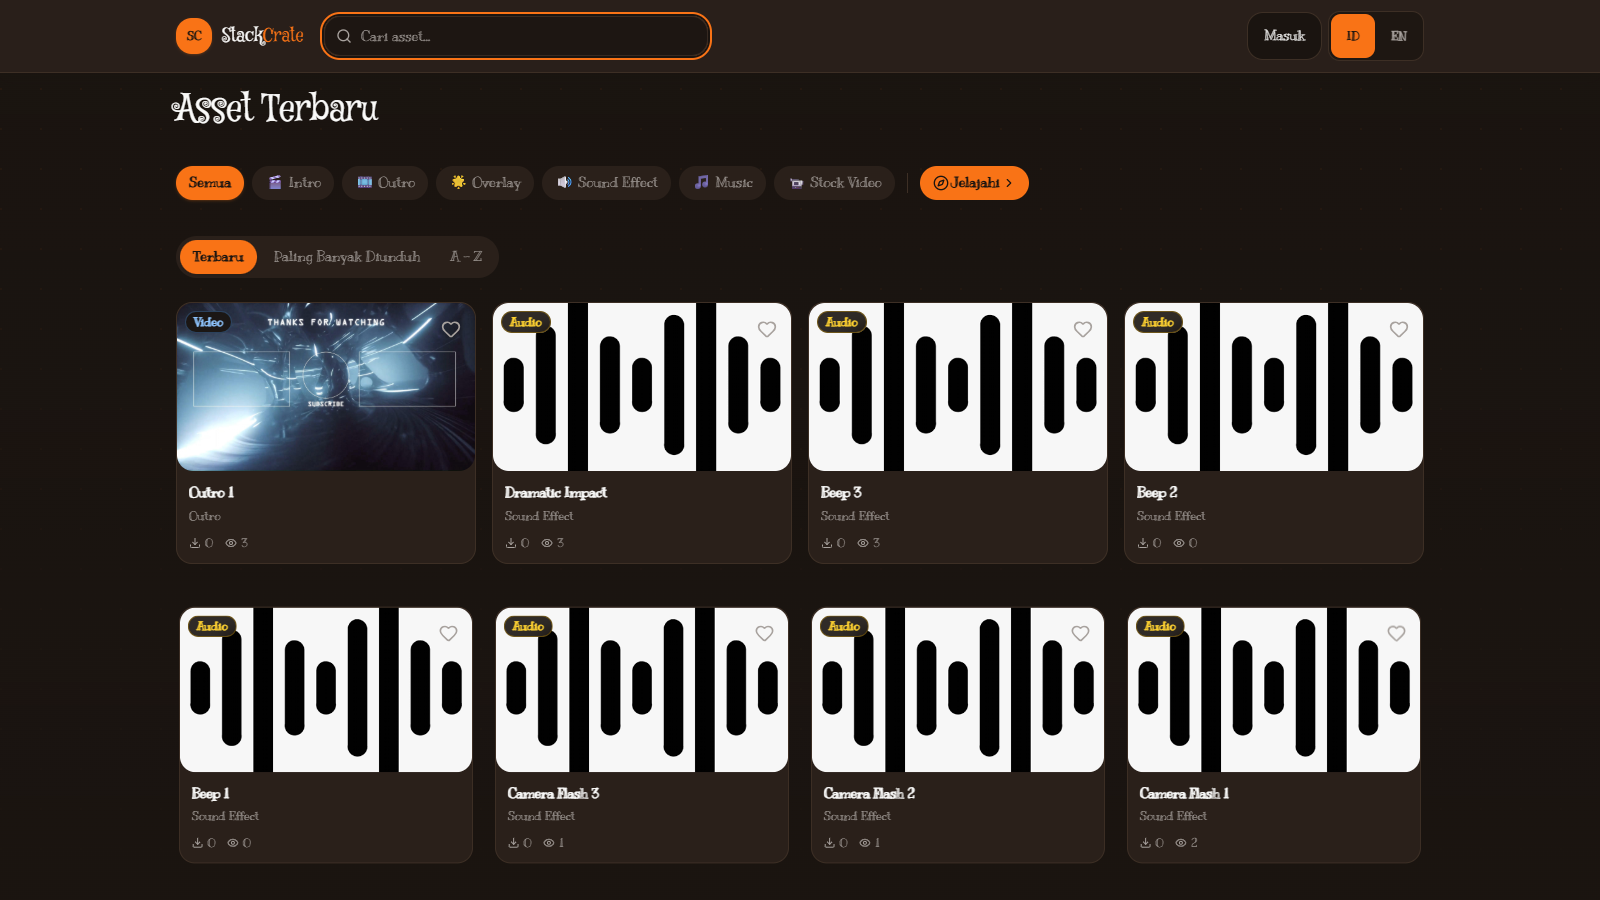 SC StackCrate Cari asset... Masuk ID EN
Asset Terbaru
Semua Intro Outro Overlay Sound Effect Music Stock Video Jelajahi
Terbaru Paling Banyak Diunduh A - Z
Video THANKS FOR WATCHING Audio Audio Audio
SUBSCRIBE
Outro 1 Dramatic Impact Beep 3 Beep 2
Outro Sound Effect Sound Effect Sound Effect
0 3 0 3 0 3 0 0
Audio Audio Audio Audio
Beep 1 Camera Flash 3 Camera Flash 2 Camera Flash 1
Sound Effect Sound Effect Sound Effect Sound Effect
0 0 0 1 0 1 0 2